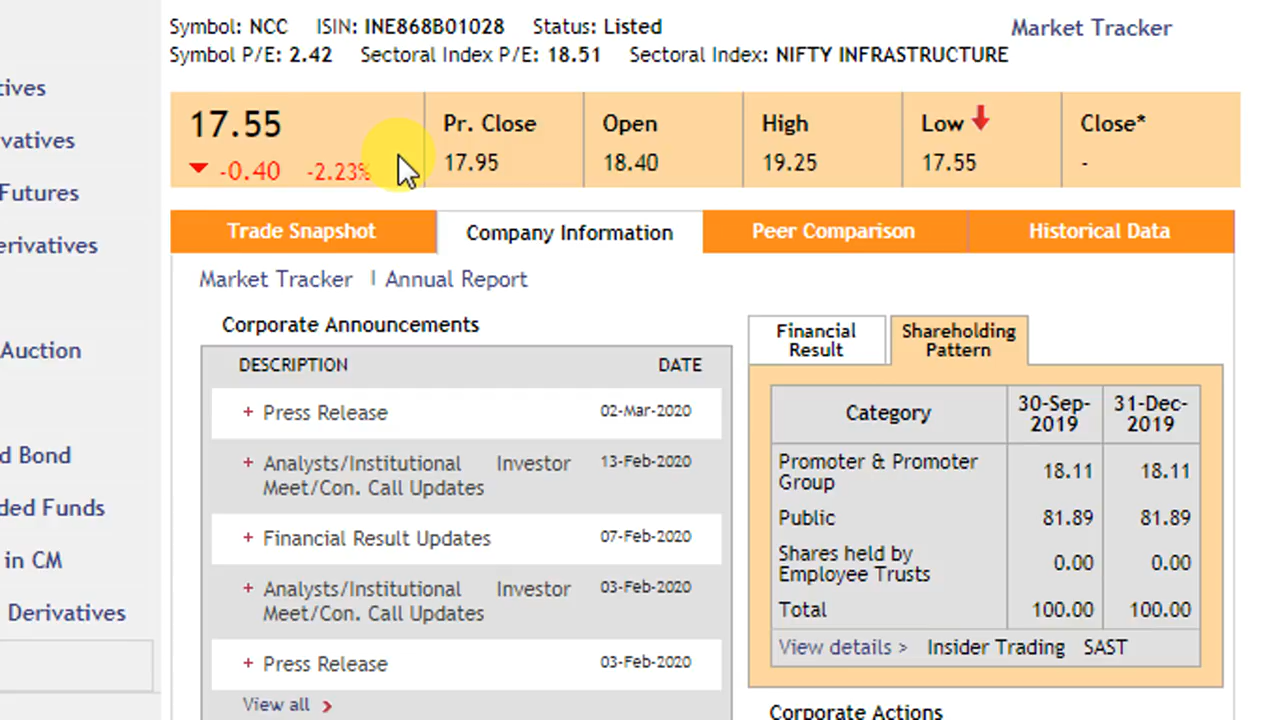 Symbol: NCC ISIN: INE868B01028 Status: Listed
Market Tracker
Symbol P/E: 2.42 Sectoral Index P/E: 18.51 Sectoral Index: NIFTY INFRASTRUCTURE
tives
vatives
Futures
erivatives
Auction
d Bond
ded Funds
in CM
Derivatives
17.55
-0.40 -2.23%
Pr. Close
17.95
Open
18.40
High
19.25
Low
17.55
Close*
-
Trade Snapshot Company Information Peer Comparison Historical Data
Market Tracker | Annual Report
Corporate Announcements
DESCRIPTION DATE
+ Press Release 02-Mar-2020
+ Analysts/Institutional Investor 13-Feb-2020
Meet/Con. Call Updates
+ Financial Result Updates 07-Feb-2020
+ Analysts/Institutional Investor 03-Feb-2020
Meet/Con. Call Updates
+ Press Release 03-Feb-2020
View all >
Financial
Result
Shareholding
Pattern
Category 30-Sep- 31-Dec-
2019 2019
Promoter & Promoter
Group 18.11 18.11
Public 81.89 81.89
Shares held by
Employee Trusts 0.00 0.00
Total 100.00 100.00
View details > Insider Trading SAST
Corporate Actions